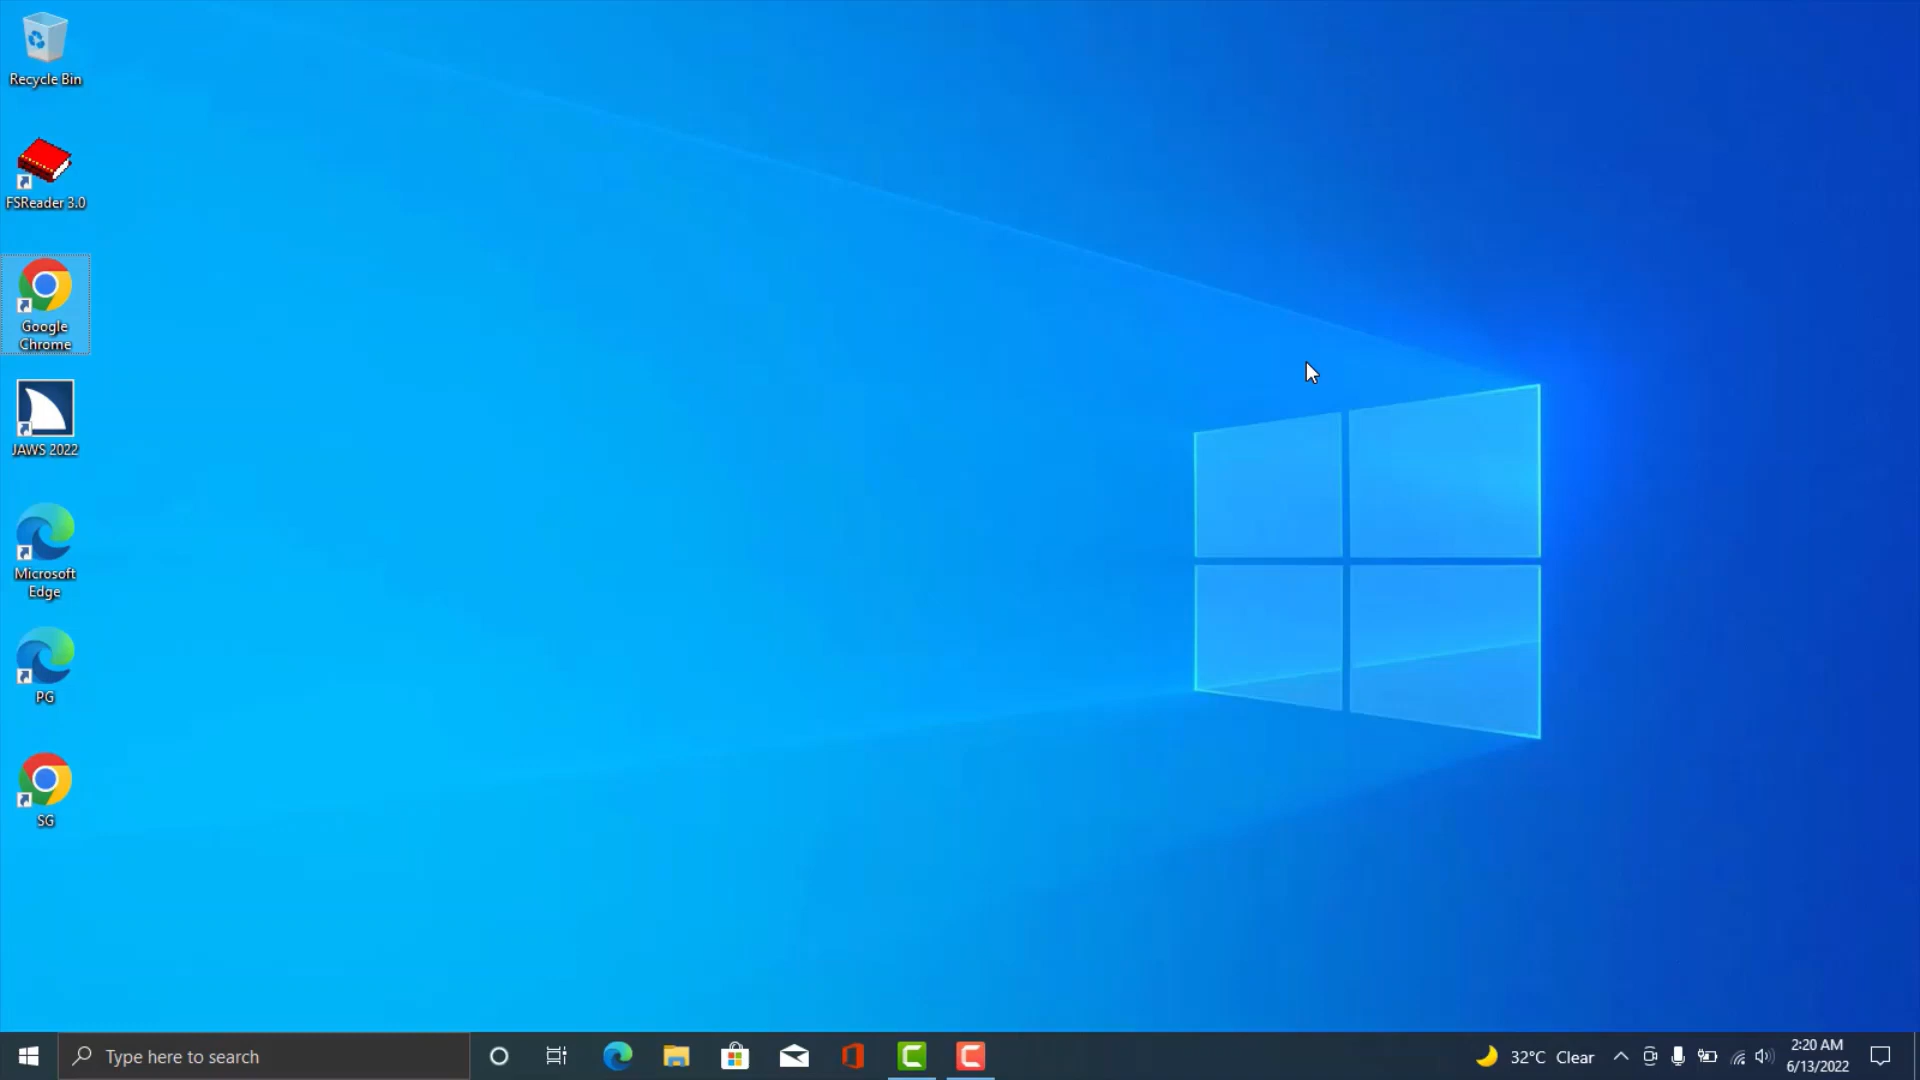 Recycle Bin
FSReader 3.0
Google
Chrome
JAWS 2022
Microsoft
Edge
PG
SG
Type here to search
32°C Clear
2:20 AM
6/13/2022